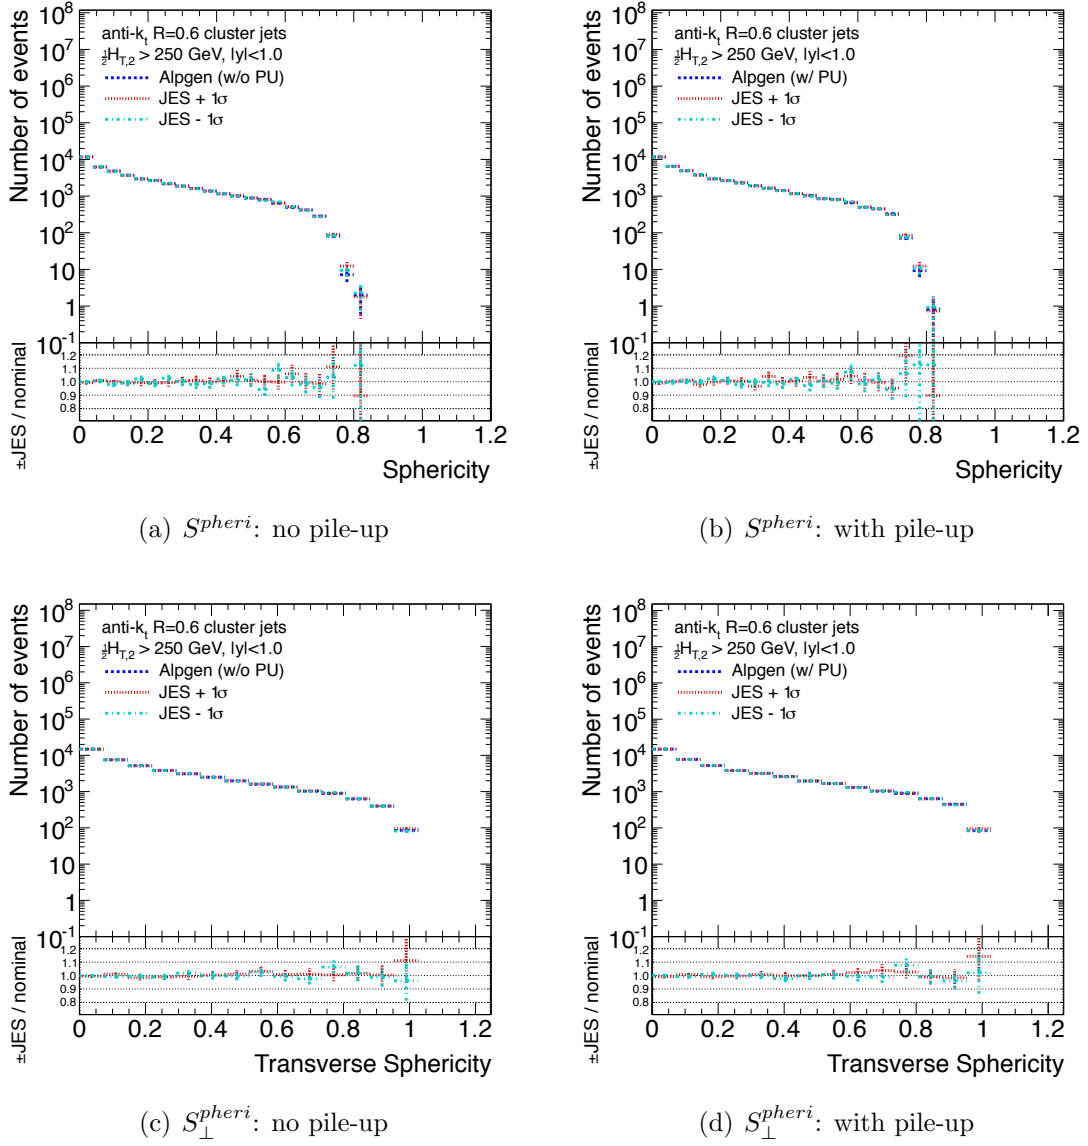 Number of events
10^8
10^7
10^6
10^5
10^4
10^3
10^2
10
1
10^-1
anti-k_t R=0.6 cluster jets
½H_T,2 > 250 GeV, |y|<1.0
Alpgen (w/o PU)
JES + 1σ
JES - 1σ
±JES / nominal
1.2
1.1
1.0
0.9
0.8
0 0.2 0.4 0.6 0.8 1 1.2
Sphericity
(a) S^pheri: no pile-up
Number of events
10^8
10^7
10^6
10^5
10^4
10^3
10^2
10
1
10^-1
anti-k_t R=0.6 cluster jets
½H_T,2 > 250 GeV, |y|<1.0
Alpgen (w/ PU)
JES + 1σ
JES - 1σ
±JES / nominal
1.2
1.1
1.0
0.9
0.8
0 0.2 0.4 0.6 0.8 1 1.2
Sphericity
(b) S^pheri: with pile-up
Number of events
10^8
10^7
10^6
10^5
10^4
10^3
10^2
10
1
10^-1
anti-k_t R=0.6 cluster jets
½H_T,2 > 250 GeV, |y|<1.0
Alpgen (w/o PU)
JES + 1σ
JES - 1σ
±JES / nominal
1.2
1.1
1.0
0.9
0.8
0 0.2 0.4 0.6 0.8 1 1.2
Transverse Sphericity
(c) S_⊥^pheri: no pile-up
Number of events
10^8
10^7
10^6
10^5
10^4
10^3
10^2
10
1
10^-1
anti-k_t R=0.6 cluster jets
½H_T,2 > 250 GeV, |y|<1.0
Alpgen (w/ PU)
JES + 1σ
JES - 1σ
±JES / nominal
1.2
1.1
1.0
0.9
0.8
0 0.2 0.4 0.6 0.8 1 1.2
Transverse Sphericity
(d) S_⊥^pheri: with pile-up